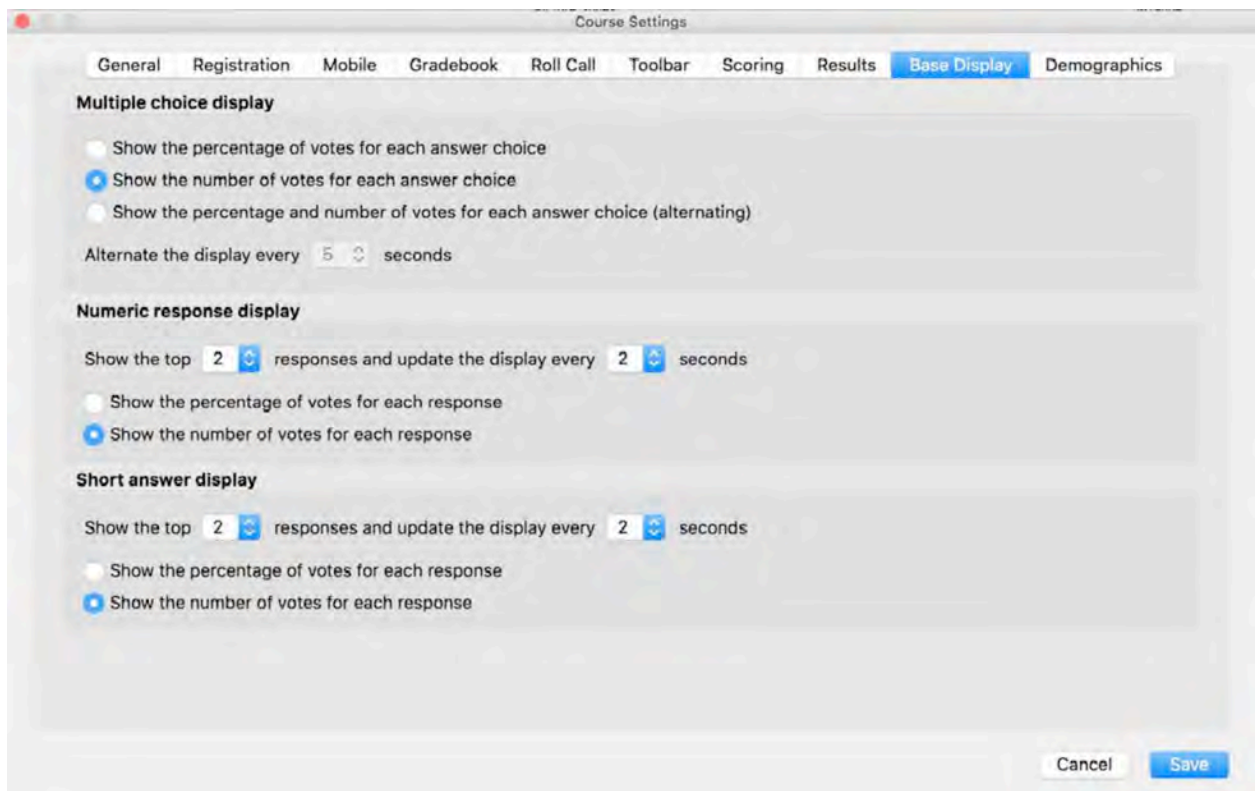 Course Settings
General Registration Mobile Gradebook Roll Call Toolbar Scoring Results Base Display Demographics
Multiple choice display
Show the percentage of votes for each answer choice
Show the number of votes for each answer choice
Show the percentage and number of votes for each answer choice (alternating)
Alternate the display every 5 seconds
Numeric response display
Show the top 2 responses and update the display every 2 seconds
Show the percentage of votes for each response
Show the number of votes for each response
Short answer display
Show the top 2 responses and update the display every 2 seconds
Show the percentage of votes for each response
Show the number of votes for each response
Cancel Save